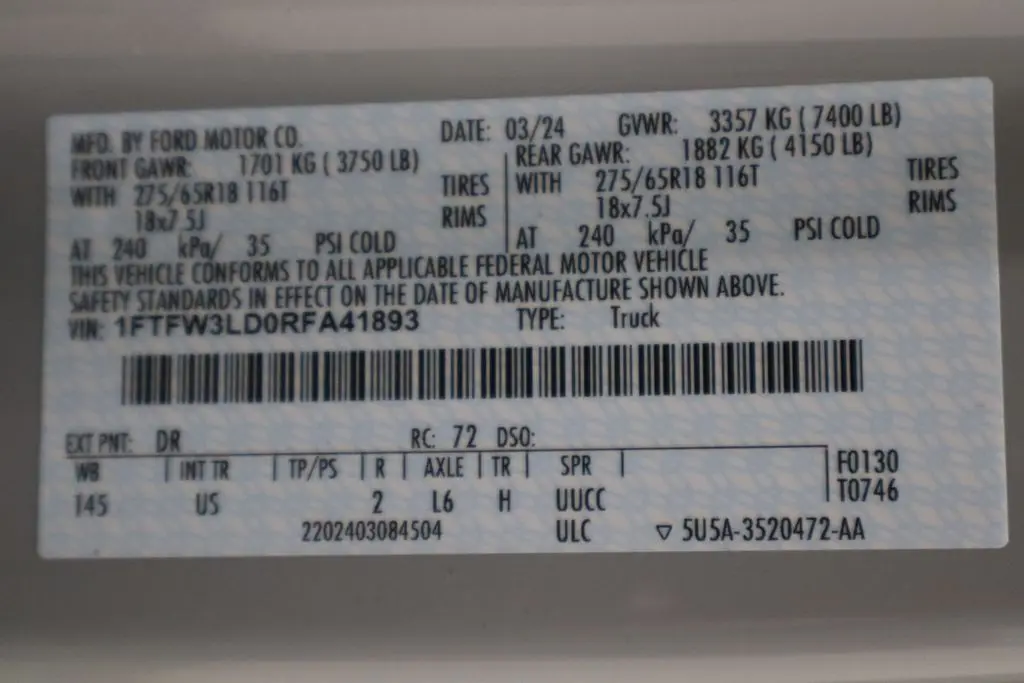 MFD. BY FORD MOTOR CO. DATE: 03/24 GVWR: 3357 KG ( 7400 LB)
FRONT GAWR: 1701 KG ( 3750 LB) REAR GAWR: 1882 KG ( 4150 LB)
WITH 275/65R18 116T TIRES WITH 275/65R18 116T TIRES
18x7.5J RIMS 18x7.5J RIMS
AT 240 kPa/ 35 PSI COLD AT 240 kPa/ 35 PSI COLD
THIS VEHICLE CONFORMS TO ALL APPLICABLE FEDERAL MOTOR VEHICLE
SAFETY STANDARDS IN EFFECT ON THE DATE OF MANUFACTURE SHOWN ABOVE.
VIN: 1FTFW3LD0RFA41893 TYPE: Truck
EXT PNT: DR RC: 72 DSO:
WB INT TR TP/PS R AXLE TR SPR F0130
145 US 2 L6 H UUCC T0746
2202403084504 ULC ▽ 5U5A-3520472-AA